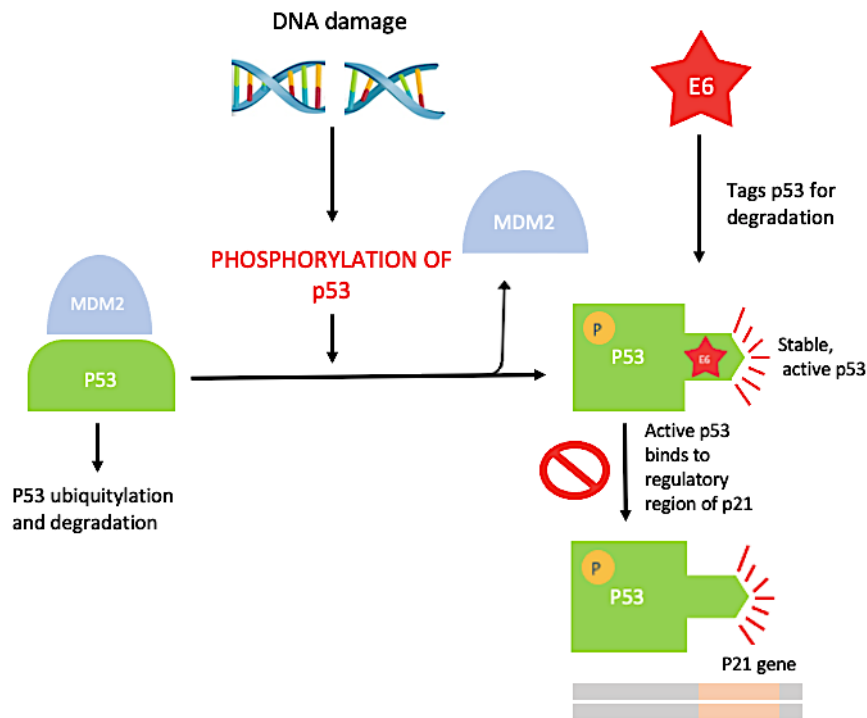 DNA damage
E6
Tags p53 for
degradation
MDM2
PHOSPHORYLATION OF
p53
MDM2
P53
P
P53
E6
Stable,
active p53
P53 ubiquitylation
and degradation
Active p53
binds to
regulatory
region of p21
P
P53
P21 gene